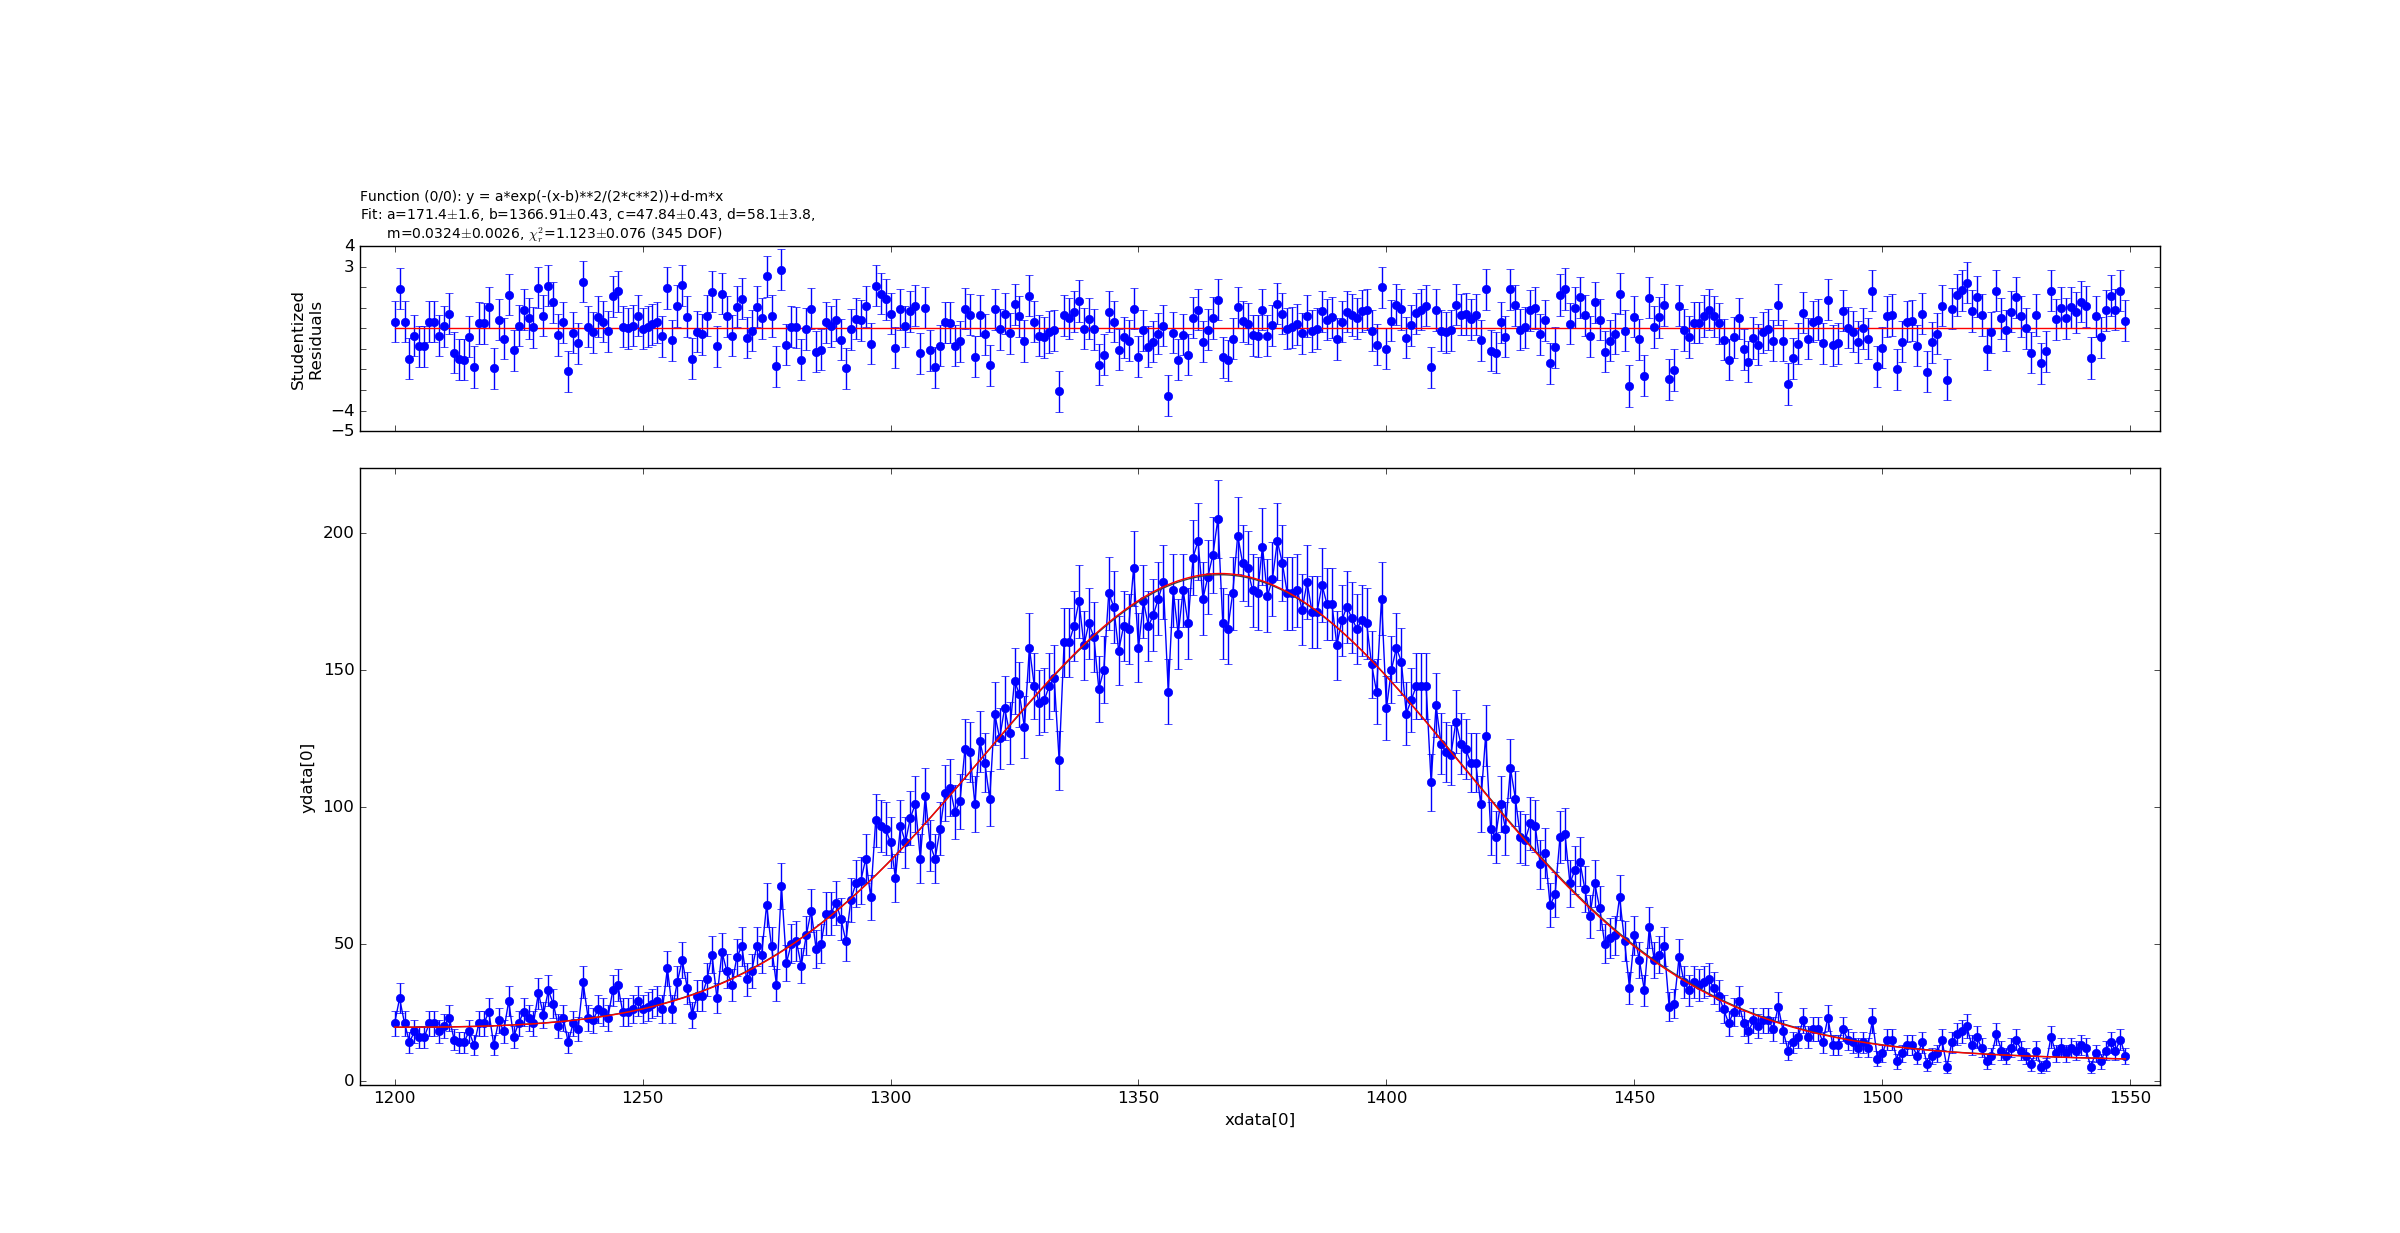 Function (0/0): y = a*exp(-(x-b)**2/(2*c**2))+d-m*x
Fit: a=171.4±1.6, b=1366.91±0.43, c=47.84±0.43, d=58.1±3.8,
m=0.0324±0.0026, χ²ᵣ=1.123±0.076 (345 DOF)
4
3
−4
−5
Studentized
Residuals
200
150
100
50
0
ydata[0]
1200 1250 1300 1350 1400 1450 1500 1550
xdata[0]